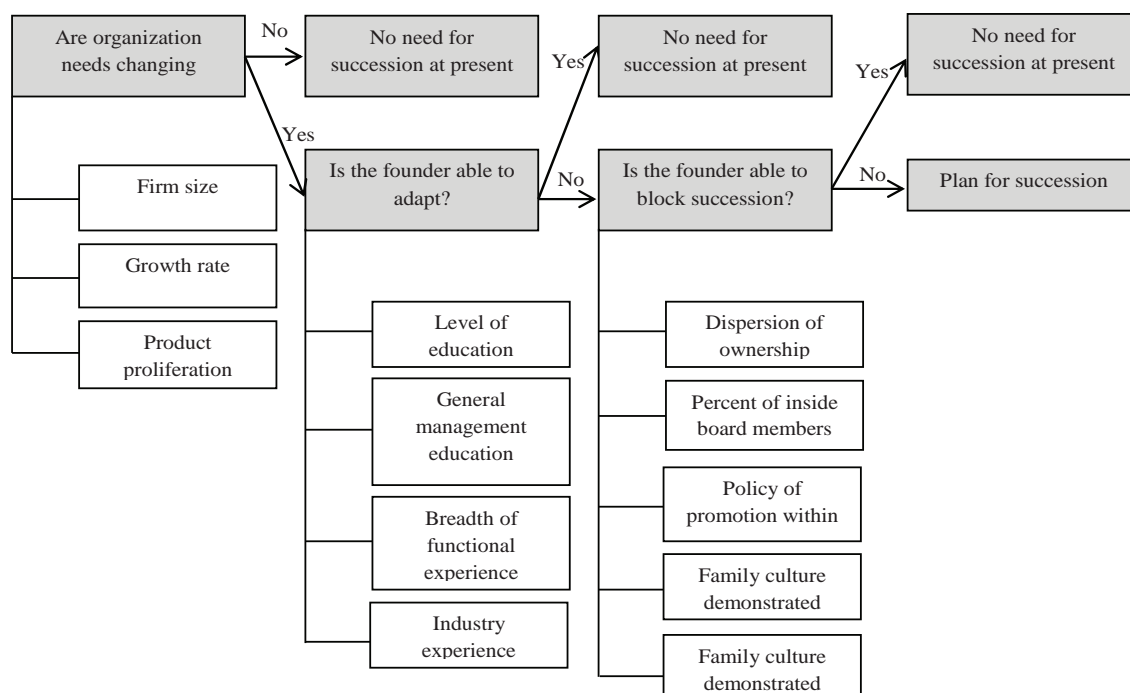 Are organization
needs changing
No
No need for
succession at present
Yes
No need for
succession at present
Yes
No need for
succession at present
Yes
Is the founder able to
adapt?
No
Is the founder able to
block succession?
No
Plan for succession
Firm size
Growth rate
Product
proliferation
Level of
education
General
management
education
Breadth of
functional
experience
Industry
experience
Dispersion of
ownership
Percent of inside
board members
Policy of
promotion within
Family culture
demonstrated
Family culture
demonstrated